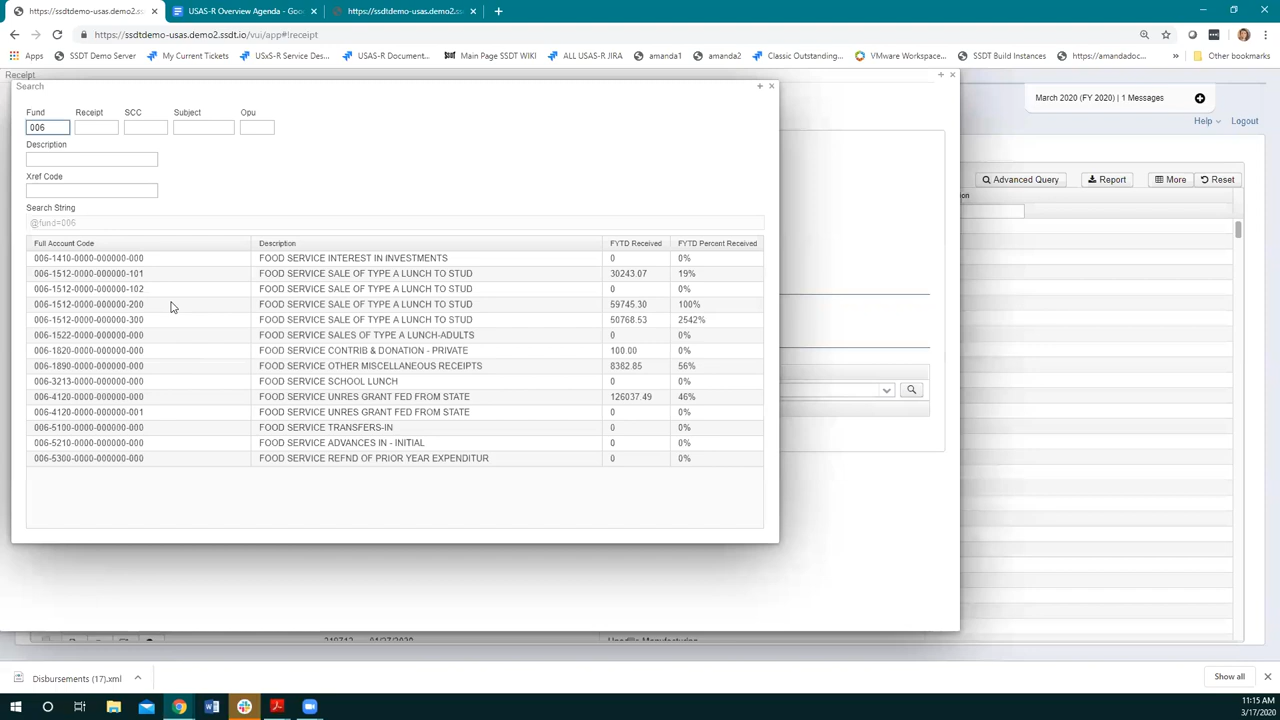 https://ssdtdemo-usas.demo2.ssdt.io
USAS-R Overview Agenda - Goo
https://ssdtdemo-usas.demo2.ssdt.io
https://ssdtdemo-usas.demo2.ssdt.io/vui/app#!receipt
Apps
SSDT Demo Server
My Current Tickets
USxS-R Service Des...
USAS-R Document...
Main Page SSDT WIKI
ALL USAS-R JIRA
amanda1
amanda2
Classic Outstanding...
VMware Workspace...
SSDT Build Instances
https://amandadoc...
Other bookmarks
Receipt
Search
March 2020 (FY 2020) | 1 Messages
Help
Logout
Fund Receipt SCC Subject Opu
006
Description
Xref Code
Search String
@fund=006
Advanced Query
Report
More
Reset
Full Account Code Description FYTD Received FYTD Percent Received
006-1410-0000-000000-000 FOOD SERVICE INTEREST IN INVESTMENTS 0 0%
006-1512-0000-000000-101 FOOD SERVICE SALE OF TYPE A LUNCH TO STUD 30243.07 19%
006-1512-0000-000000-102 FOOD SERVICE SALE OF TYPE A LUNCH TO STUD 0 0%
006-1512-0000-000000-200 FOOD SERVICE SALE OF TYPE A LUNCH TO STUD 59745.30 100%
006-1512-0000-000000-300 FOOD SERVICE SALE OF TYPE A LUNCH TO STUD 50768.53 2542%
006-1522-0000-000000-000 FOOD SERVICE SALES OF TYPE A LUNCH-ADULTS 0 0%
006-1820-0000-000000-000 FOOD SERVICE CONTRIB & DONATION - PRIVATE 100.00 0%
006-1890-0000-000000-000 FOOD SERVICE OTHER MISCELLANEOUS RECEIPTS 8382.85 56%
006-3213-0000-000000-000 FOOD SERVICE SCHOOL LUNCH 0 0%
006-4120-0000-000000-000 FOOD SERVICE UNRES GRANT FED FROM STATE 126037.49 46%
006-4120-0000-000000-001 FOOD SERVICE UNRES GRANT FED FROM STATE 0 0%
006-5100-0000-000000-000 FOOD SERVICE TRANSFERS-IN 0 0%
006-5210-0000-000000-000 FOOD SERVICE ADVANCES IN - INITIAL 0 0%
006-5300-0000-000000-000 FOOD SERVICE REFND OF PRIOR YEAR EXPENDITUR 0 0%
Disbursements (17).xml
Show all
11:15 AM
3/17/2020